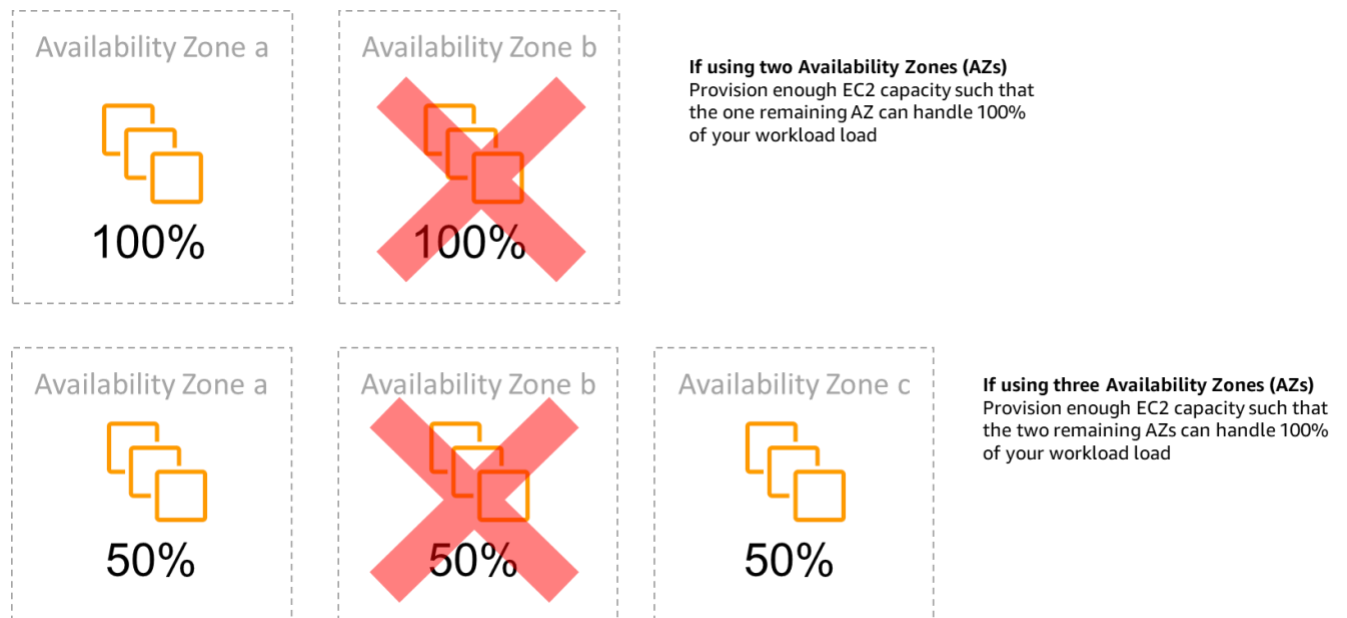 Availability Zone a
Availability Zone b
100%
100%
If using two Availability Zones (AZs)
Provision enough EC2 capacity such that
the one remaining AZ can handle 100%
of your workload load
Availability Zone a
Availability Zone b
Availability Zone c
50%
50%
50%
If using three Availability Zones (AZs)
Provision enough EC2 capacity such that
the two remaining AZs can handle 100%
of your workload load